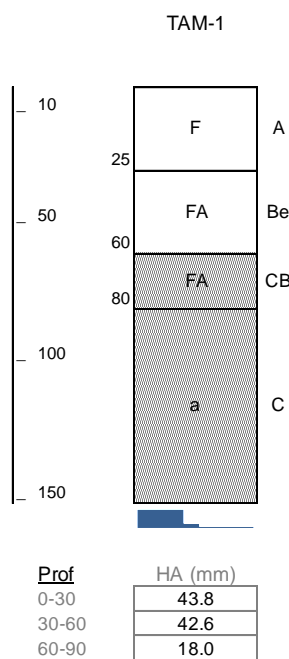 TAM-1
_ 10
F A
25
_ 50
FA Be
60
FA CB
80
_ 100
a C
_ 150
Prof HA (mm)
0-30 43.8
30-60 42.6
60-90 18.0